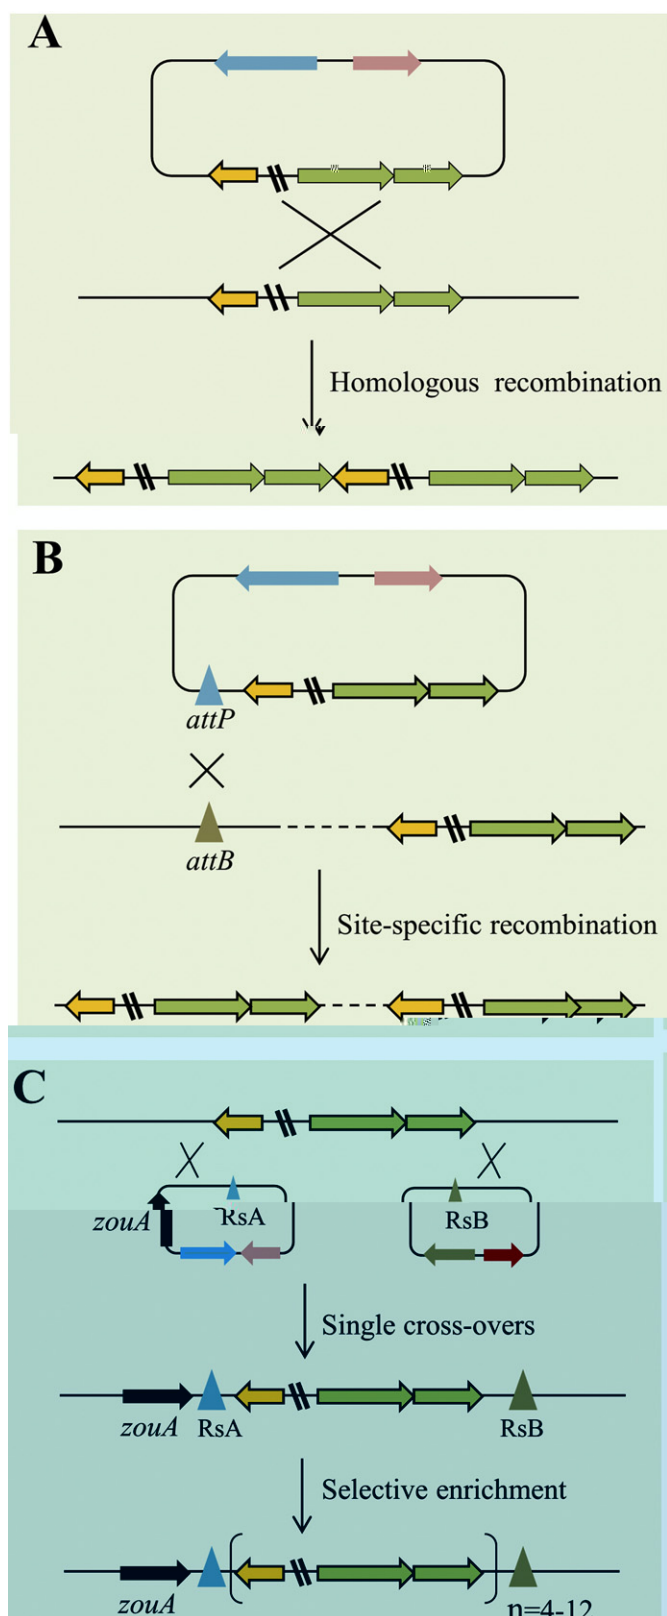 A
Homologous recombination
B
attP
attB
Site-specific recombination
C
zouA
RsA
RsB
Single cross-overs
zouA
RsA
RsB
Selective enrichment
zouA
n=4-12